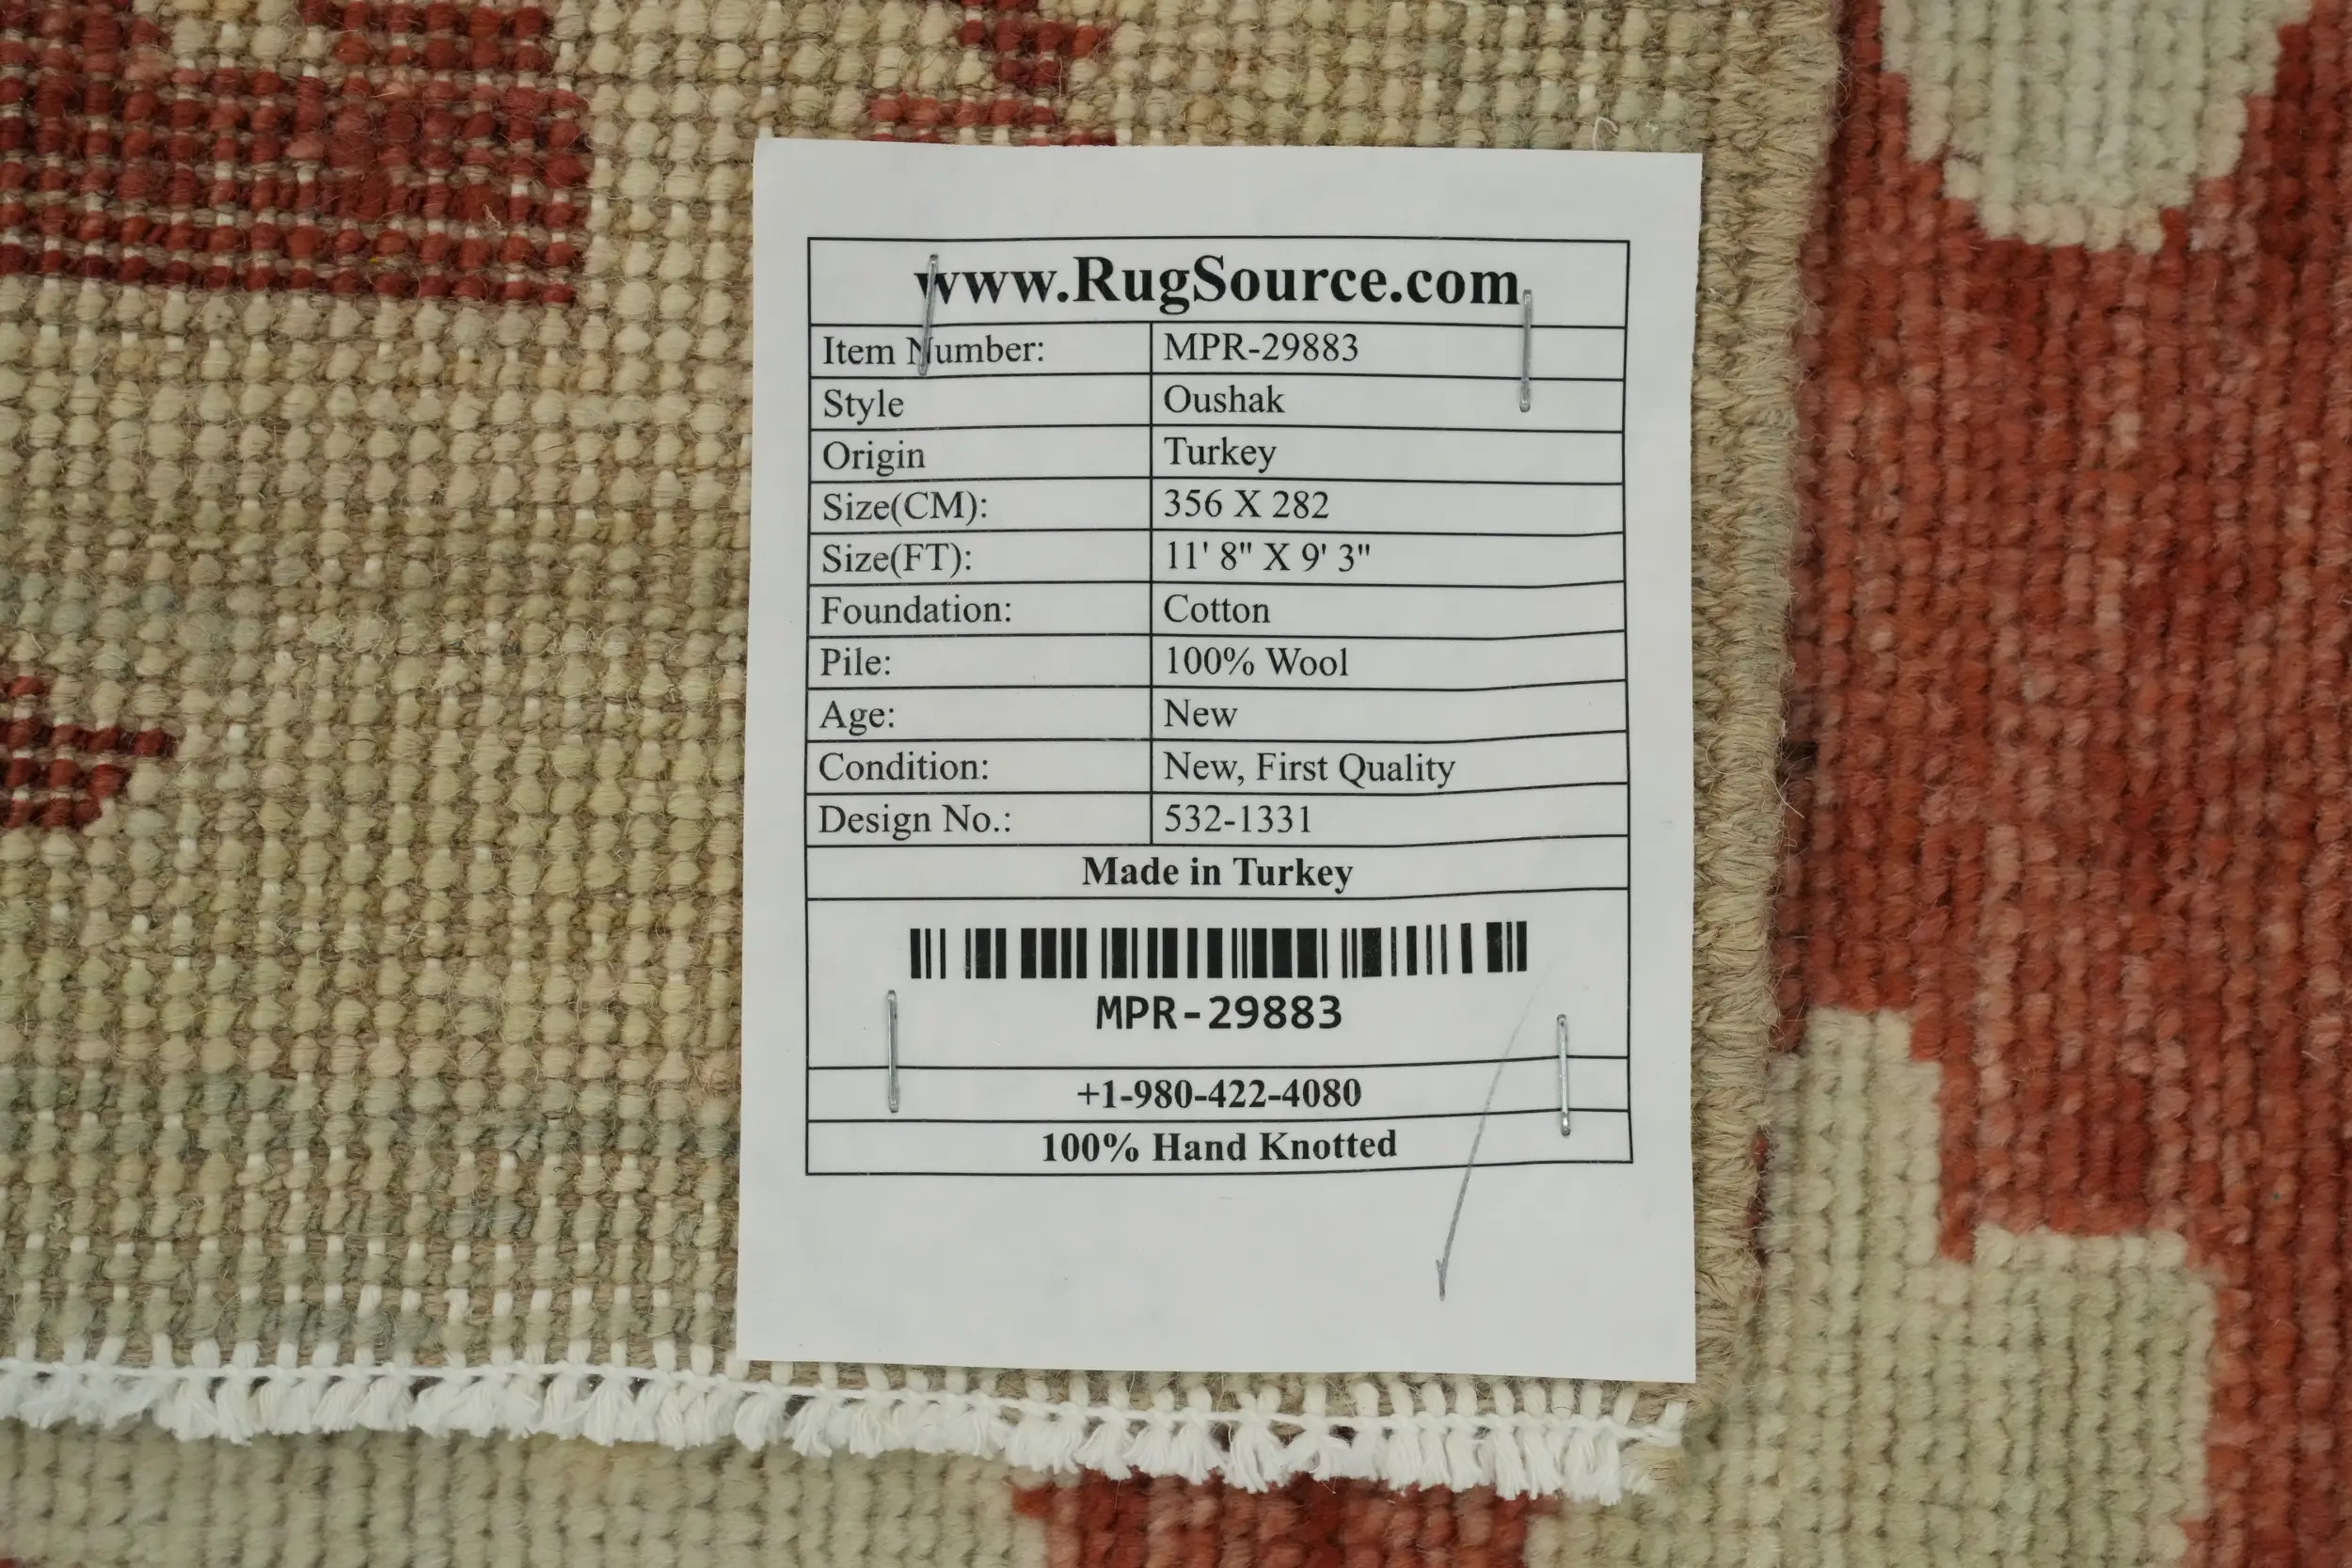 www.RugSource.com
Item Number: MPR-29883
Style Oushak
Origin Turkey
Size(CM): 356 X 282
Size(FT): 11' 8" X 9' 3"
Foundation: Cotton
Pile: 100% Wool
Age: New
Condition: New, First Quality
Design No.: 532-1331
Made in Turkey
MPR-29883
+1-980-422-4080
100% Hand Knotted